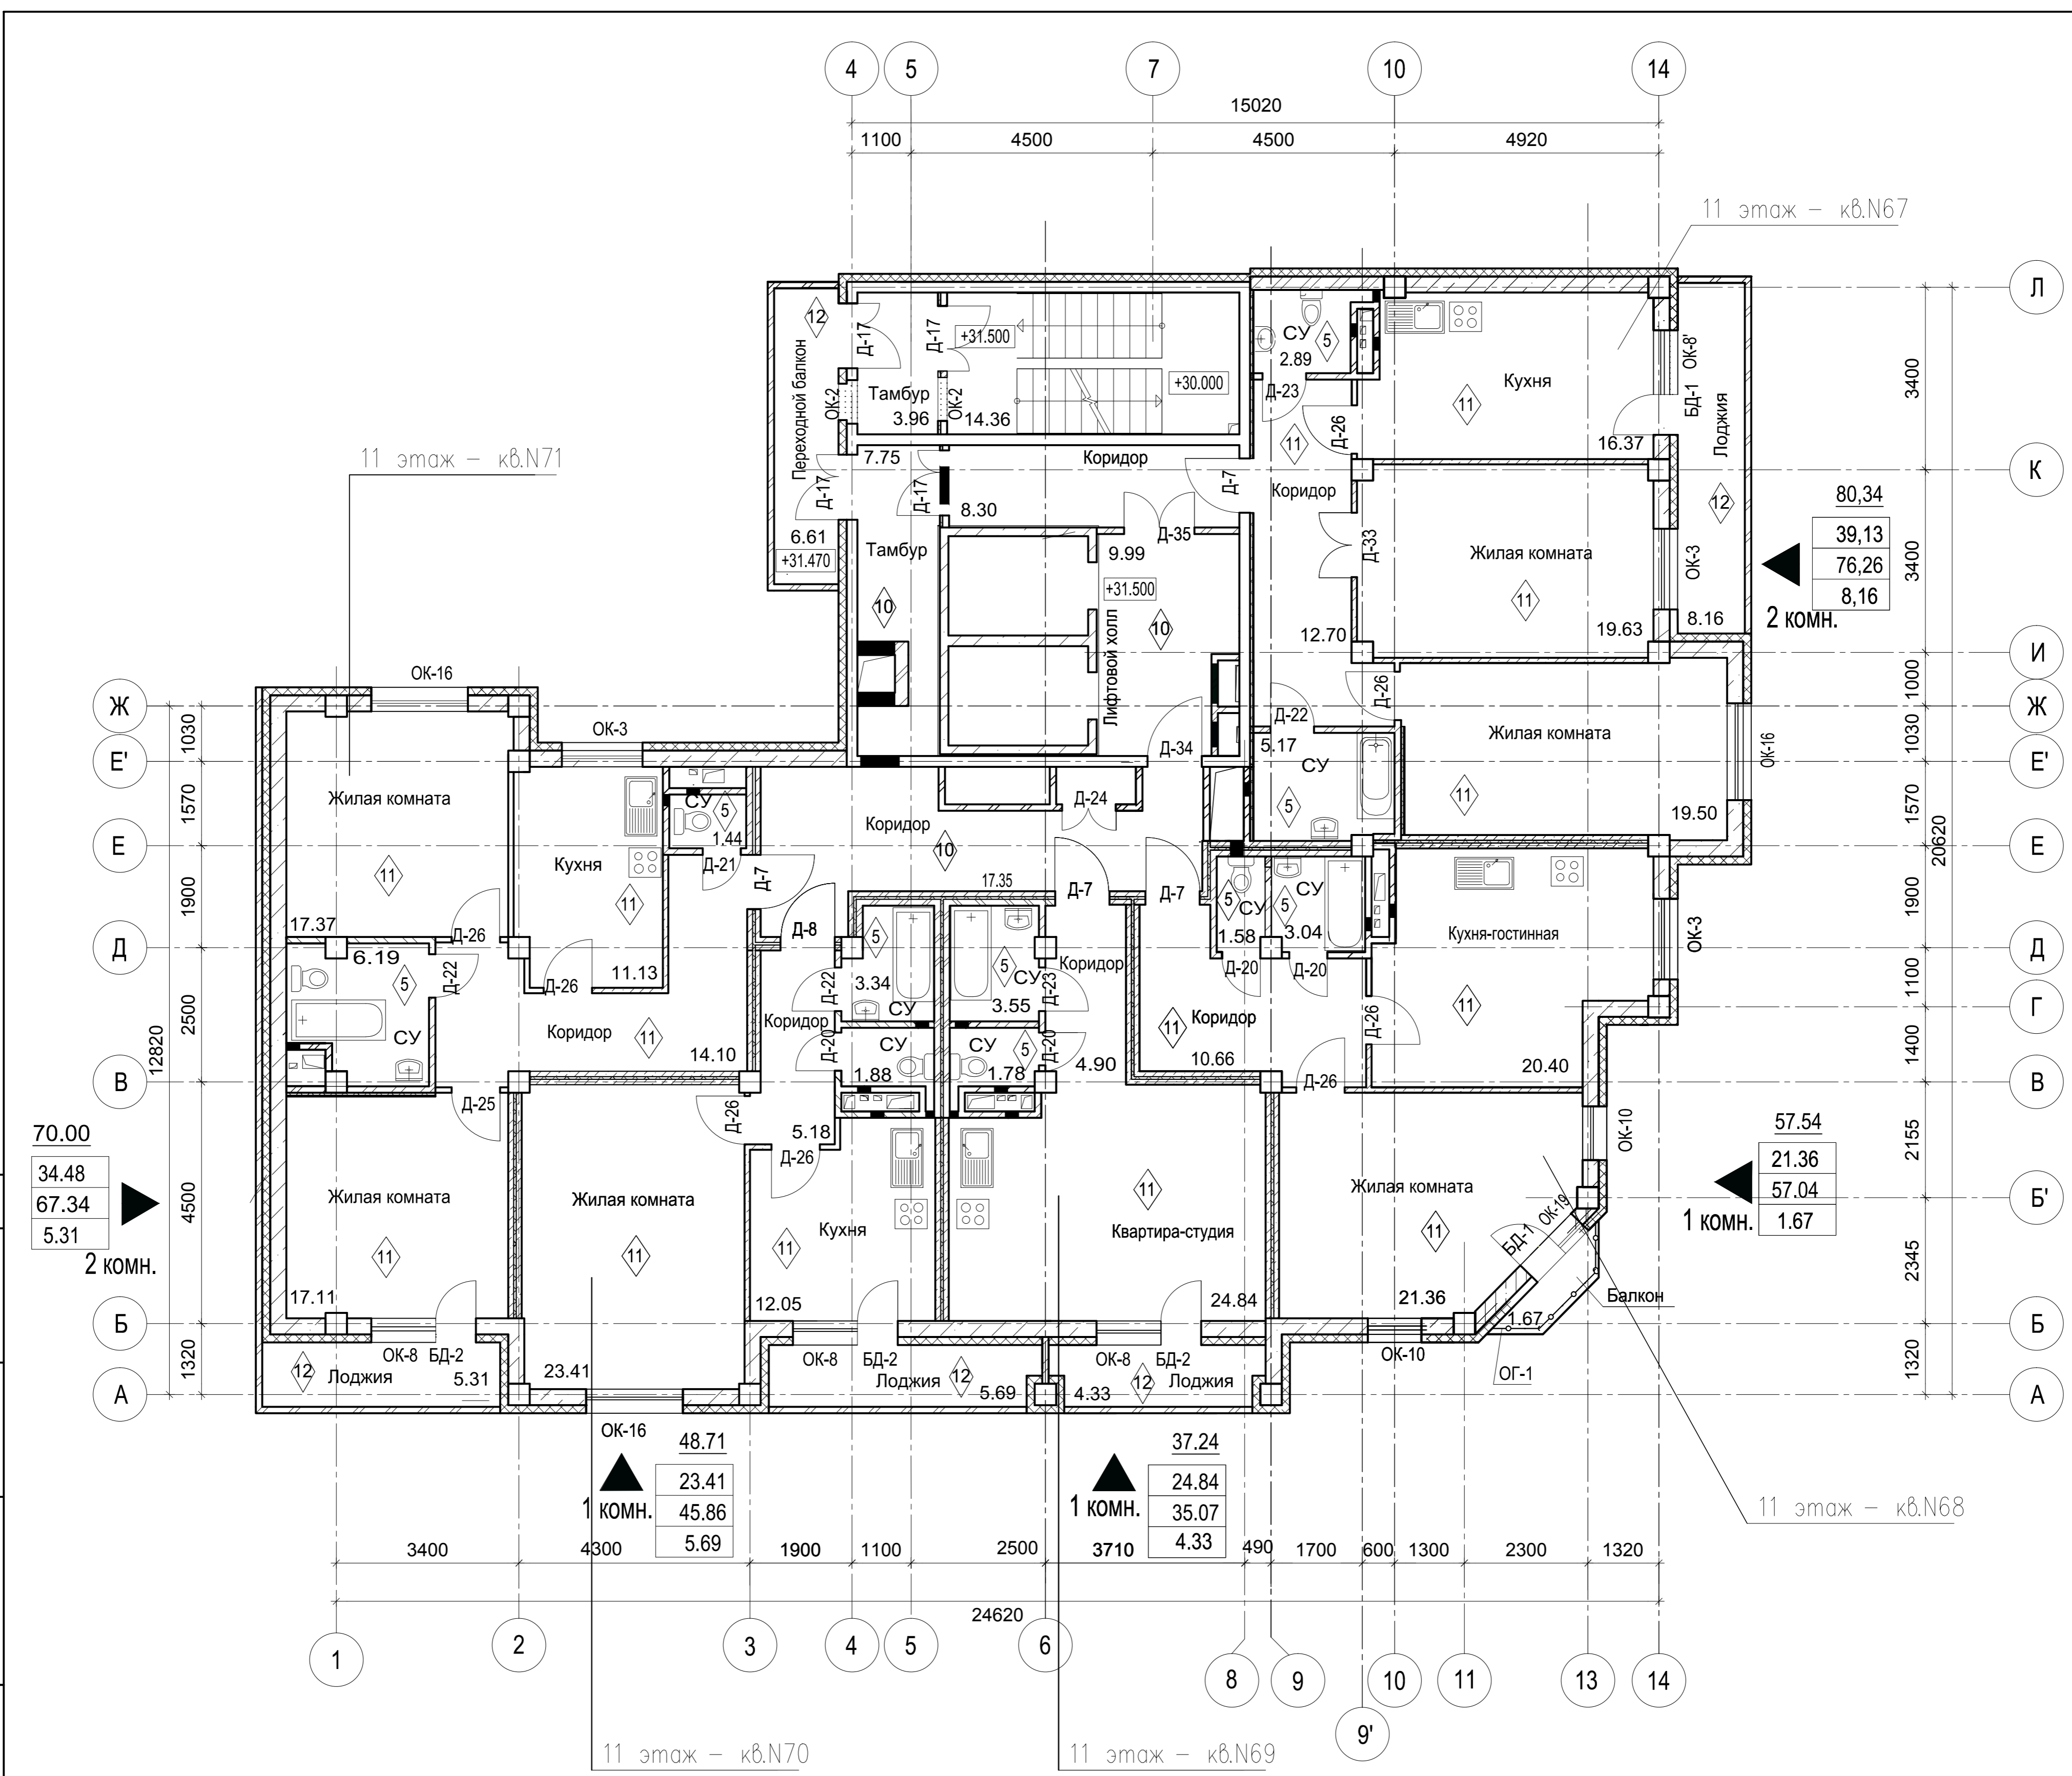 4 5 7 10 14
15020
1100 4500 4500 4920
11 этаж – кв.N67
Л
К
И
Ж
Е'
Е
Д
Г
В
Б'
Б
А
3400
3400
1000
1030
1570
1900
1100
1400
2155
2345
1320
20620
12
Переходной балкон
6.61
+31.470
Д-17
Д-17
ОК-2
ОК-2
Тамбур
3.96
+31.500
14.36
+30.000
7.75
Д-17
Д-17
8.30
Коридор
Тамбур
10
9.99
+31.500
10
Лифтовой холл
Д-35
Д-7
Д-34
СУ
5
2.89
Д-23
11
Д-26
Коридор
Д-33
12.70
Кухня
11
16.37
ОК-8'
БД-1
Лоджия
12
8.16
Жилая комната
11
19.63
ОК-3
80,34
39,13
76,26
8,16
2 комн.
Д-26
Д-22
5.17
СУ
5
Жилая комната
11
19.50
ОК-16
11 этаж – кв.N71
Ж
Е'
Е
Д
В
Б
А
1030
1570
1900
2500
4500
1320
12820
ОК-16
ОК-3
Жилая комната
11
17.37
Д-26
СУ
5
1.44
Д-21
Кухня
11
11.13
Д-26
Д-7
Коридор
10
17.35
Д-24
Д-7
Д-7
Д-8
6.19
5
СУ
Д-22
Коридор
11
14.10
Д-25
Коридор
Д-22
Д-20
5
3.34
СУ
1.88
5
СУ
3.55
Д-23
СУ
5
1.78
Д-20
Коридор
4.90
11
Коридор
10.66
5
СУ
1.58
Д-20
СУ
5
3.04
Д-20
Д-26
Д-26
Кухня-гостинная
11
20.40
ОК-3
ОК-10
70.00
34.48
67.34
5.31
2 комн.
57.54
21.36
57.04
1.67
1 комн.
Жилая комната
11
17.11
Д-26
5.18
Д-26
Жилая комната
11
23.41
Кухня
11
12.05
11
Квартира-студия
24.84
Жилая комната
11
21.36
БД-1
ОК-19
Балкон
1.67
ОГ-1
ОК-10
ОК-8 БД-2
12
Лоджия
5.31
ОК-8 БД-2
Лоджия
12
5.69
ОК-8 БД-2
4.33
12
Лоджия
ОК-16
48.71
23.41
45.86
5.69
1 комн.
37.24
24.84
35.07
4.33
1 комн.
11 этаж – кв.N68
3400 4300 1900 1100 2500 3710 490 1700 600 1300 2300 1320
24620
1 2 3 4 5 6 8 9 10 11 13 14
9'
11 этаж – кв.N70
11 этаж – кв.N69